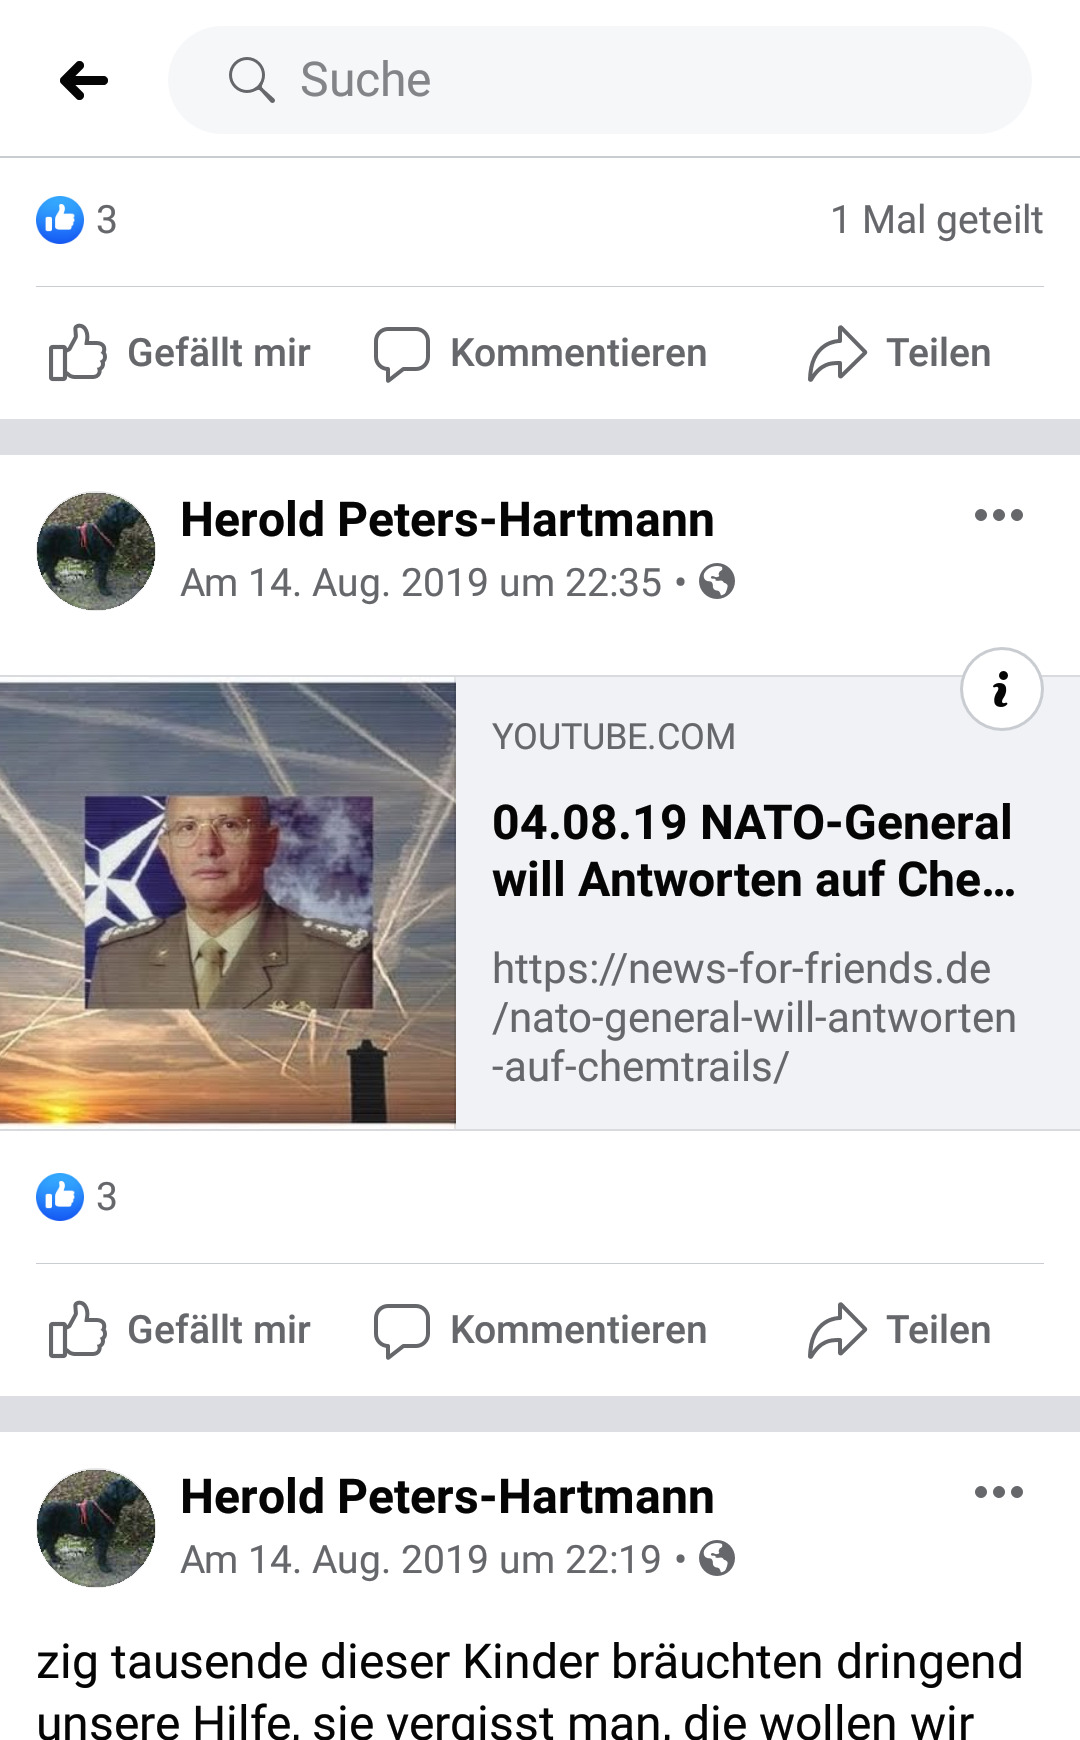 Suche
3
1 Mal geteilt
Gefällt mir
Kommentieren
Teilen
Herold Peters-Hartmann
Am 14. Aug. 2019 um 22:35 •
YOUTUBE.COM
04.08.19 NATO-General
will Antworten auf Che...
https://news-for-friends.de
/nato-general-will-antworten
-auf-chemtrails/
3
Gefällt mir
Kommentieren
Teilen
Herold Peters-Hartmann
Am 14. Aug. 2019 um 22:19 •
zig tausende dieser Kinder bräuchten dringend
unsere Hilfe, sie vergisst man, die wollen wir